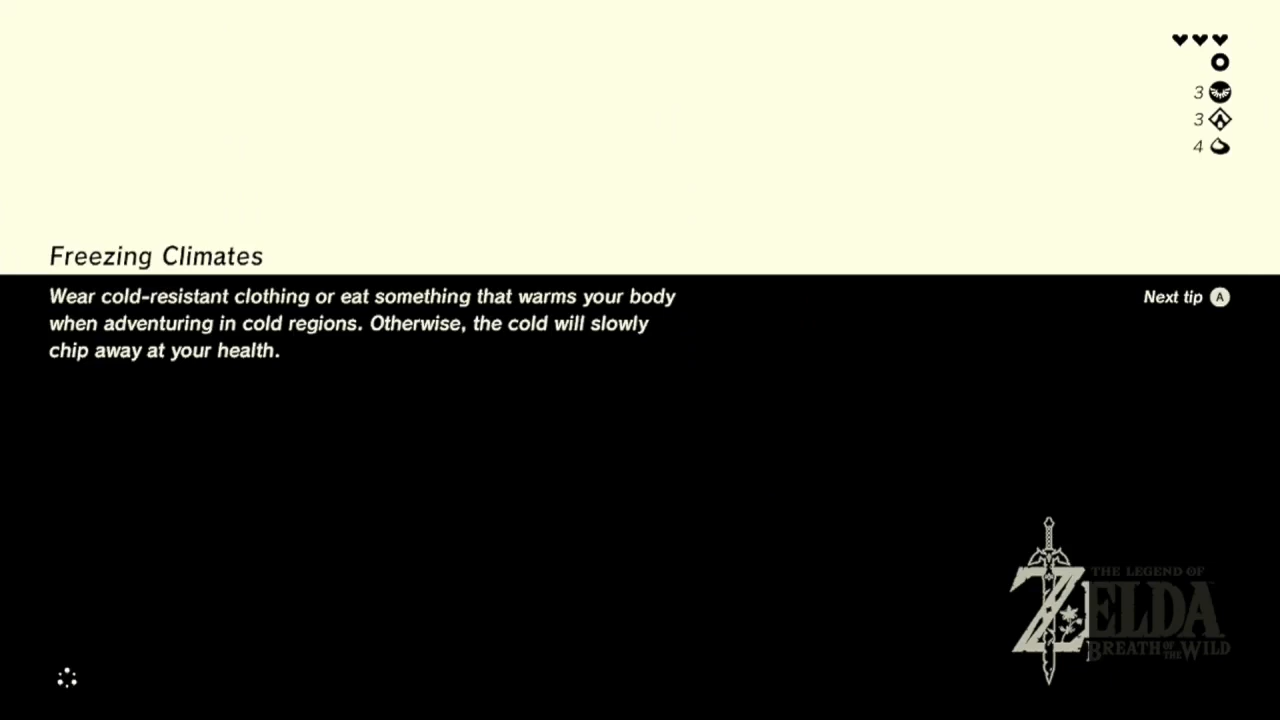 3
3
4
Freezing Climates
Wear cold-resistant clothing or eat something that warms your body
when adventuring in cold regions. Otherwise, the cold will slowly
chip away at your health.
Next tip A
THE LEGEND OF
ZELDA
BREATH OF THE WILD